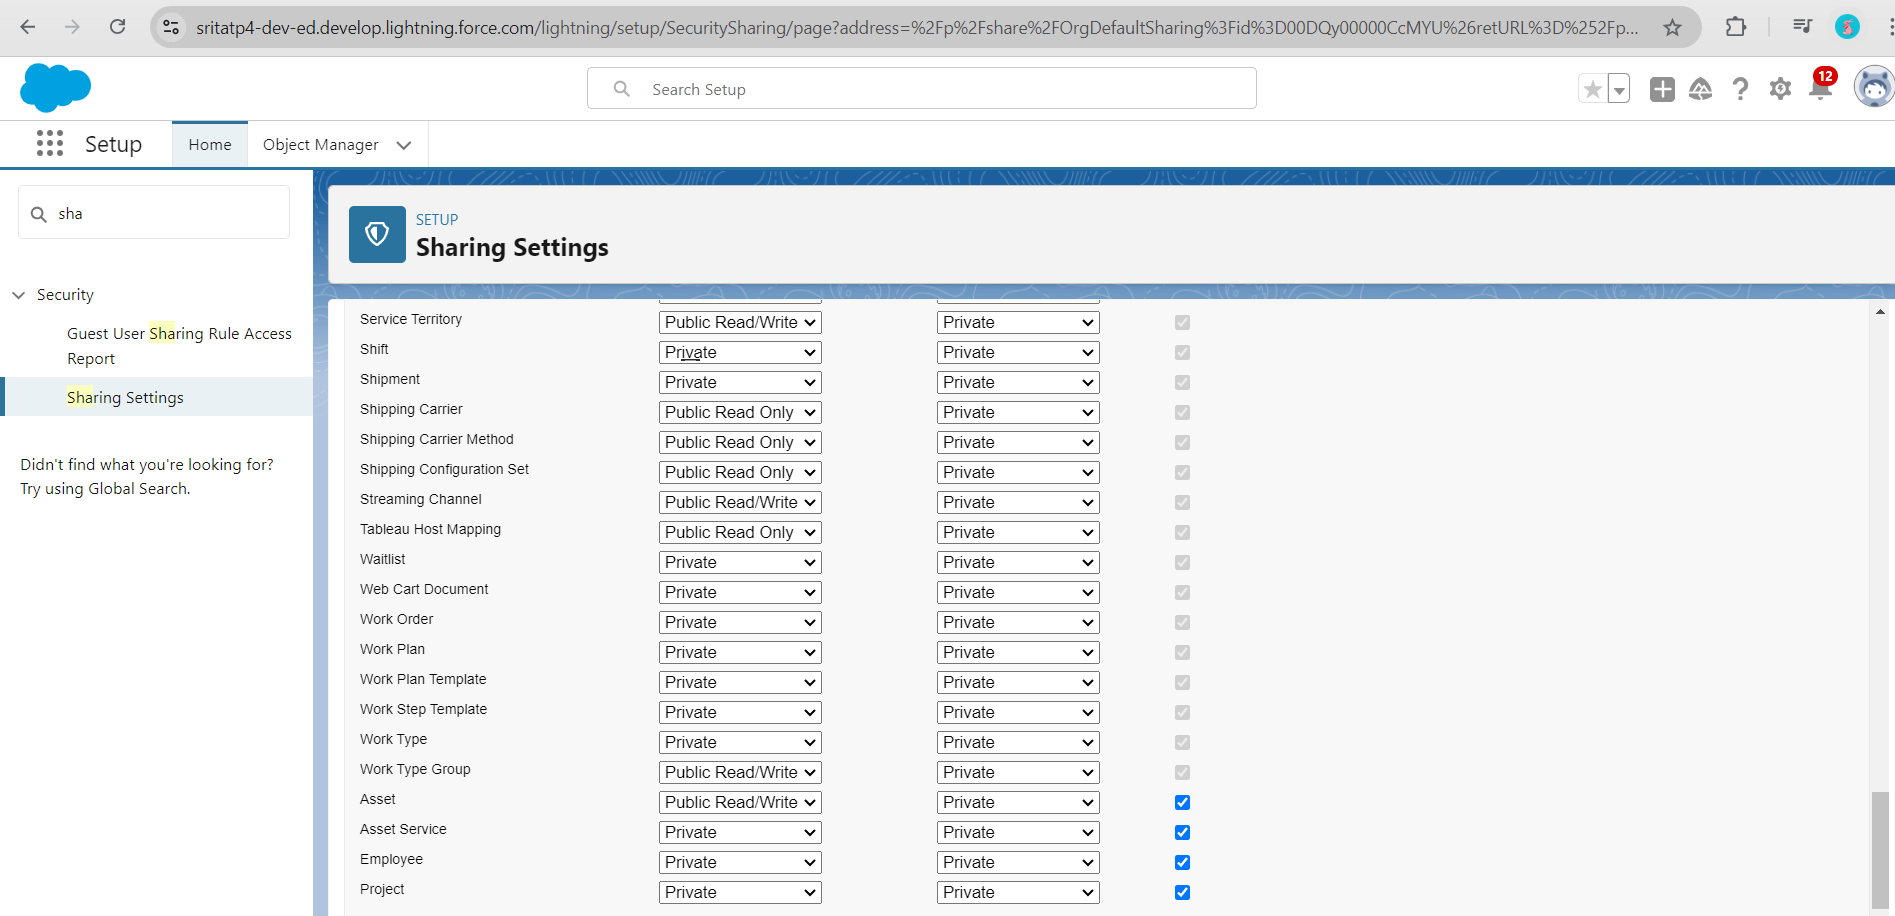 sritatp4-dev-ed.develop.lightning.force.com/lightning/setup/SecuritySharing/page?address=%2Fp%2Fshare%2FOrgDefaultSharing%3Fid%3D00DQy00000CcMYU%26retURL%3D%252Fp...
Search Setup
12
Setup
Home
Object Manager
sha
Security
Guest User Sharing Rule Access
Report
Sharing Settings
Didn't find what you're looking for?
Try using Global Search.
SETUP
Sharing Settings
Service Territory Public Read/Write Private
Shift Private Private
Shipment Private Private
Shipping Carrier Public Read Only Private
Shipping Carrier Method Public Read Only Private
Shipping Configuration Set Public Read Only Private
Streaming Channel Public Read/Write Private
Tableau Host Mapping Public Read Only Private
Waitlist Private Private
Web Cart Document Private Private
Work Order Private Private
Work Plan Private Private
Work Plan Template Private Private
Work Step Template Private Private
Work Type Private Private
Work Type Group Public Read/Write Private
Asset Public Read/Write Private
Asset Service Private Private
Employee Private Private
Project Private Private